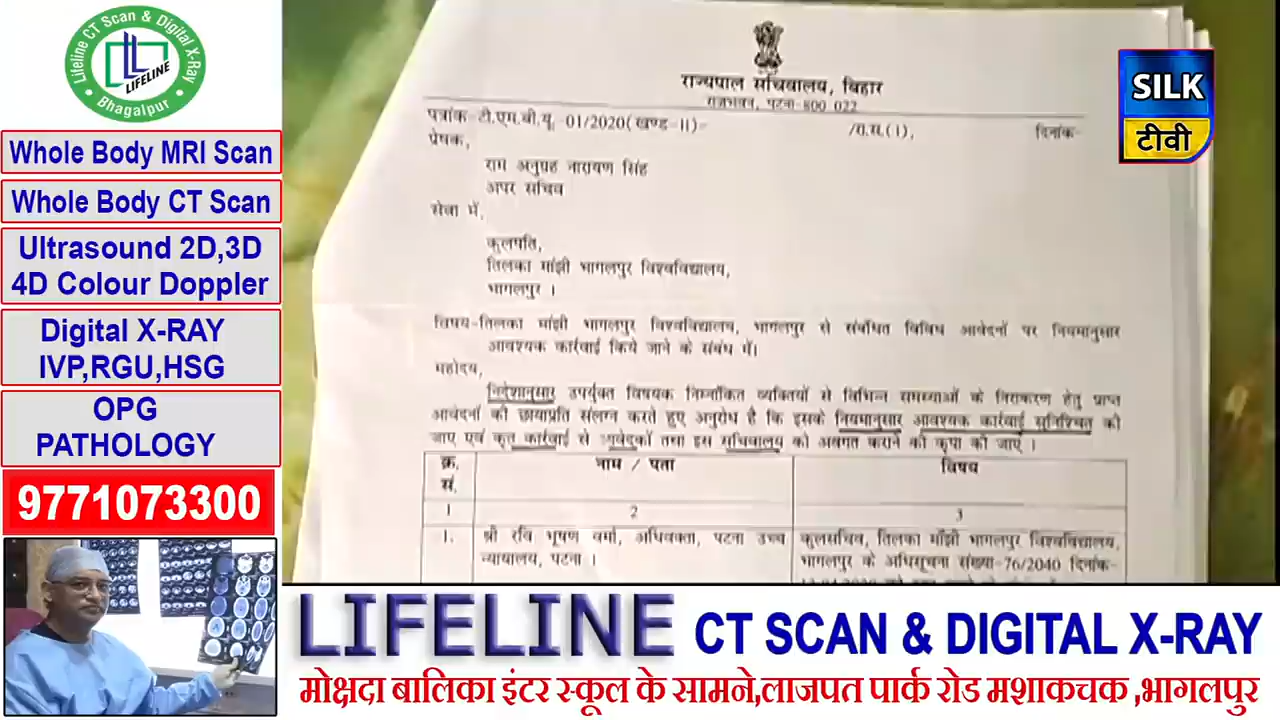 Lifeline CT Scan & Digital X-Ray
LIFELINE
Bhagalpur
Whole Body MRI Scan
Whole Body CT Scan
Ultrasound 2D,3D
4D Colour Doppler
Digital X-RAY
IVP,RGU,HSG
OPG
PATHOLOGY
9771073300
SILK
टीवी
राज्यपाल सचिवालय, बिहार
राजभवन, पटना-800 022
पत्रांक-टी.एम.बी.यू.-01/2020(खण्ड-II)- /रा.स.(I), दिनांक-
प्रेषक,
राम अनुग्रह नारायण सिंह
अपर सचिव
सेवा में,
कुलपति,
तिलका मांझी भागलपुर विश्वविद्यालय,
भागलपुर ।
विषय-तिलका मांझी भागलपुर विश्वविद्यालय, भागलपुर से संबंधित विविध आवेदनों पर नियमानुसार
आवश्यक कार्रवाई किये जाने के संबंध में।
महोदय,
निदेशानुसार उपर्युक्त विषयक निम्नांकित व्यक्तियों से विभिन्न समस्याओं के निराकरण हेतु प्राप्त
आवेदनों की छायाप्रति संलग्न करते हुए अनुरोध है कि इसके नियमानुसार आवश्यक कार्रवाई सुनिश्चित की
जाए एवं कृत कार्रवाई से आवेदकों तथा इस सचिवालय को अवगत कराने की कृपा की जाए ।
क्र. सं. नाम / पता विषय
1 2 3
1. श्री रवि भूषण वर्मा, अधिवक्ता, पटना उच्च न्यायालय, पटना ।
कुलसचिव, तिलका माँझी भागलपुर विश्वविद्यालय,
भागलपुर के अधिसूचना संख्या-76/2040 दिनांक-
LIFELINE CT SCAN & DIGITAL X-RAY
मोक्षदा बालिका इंटर स्कूल के सामने,लाजपत पार्क रोड मशाकचक ,भागलपुर